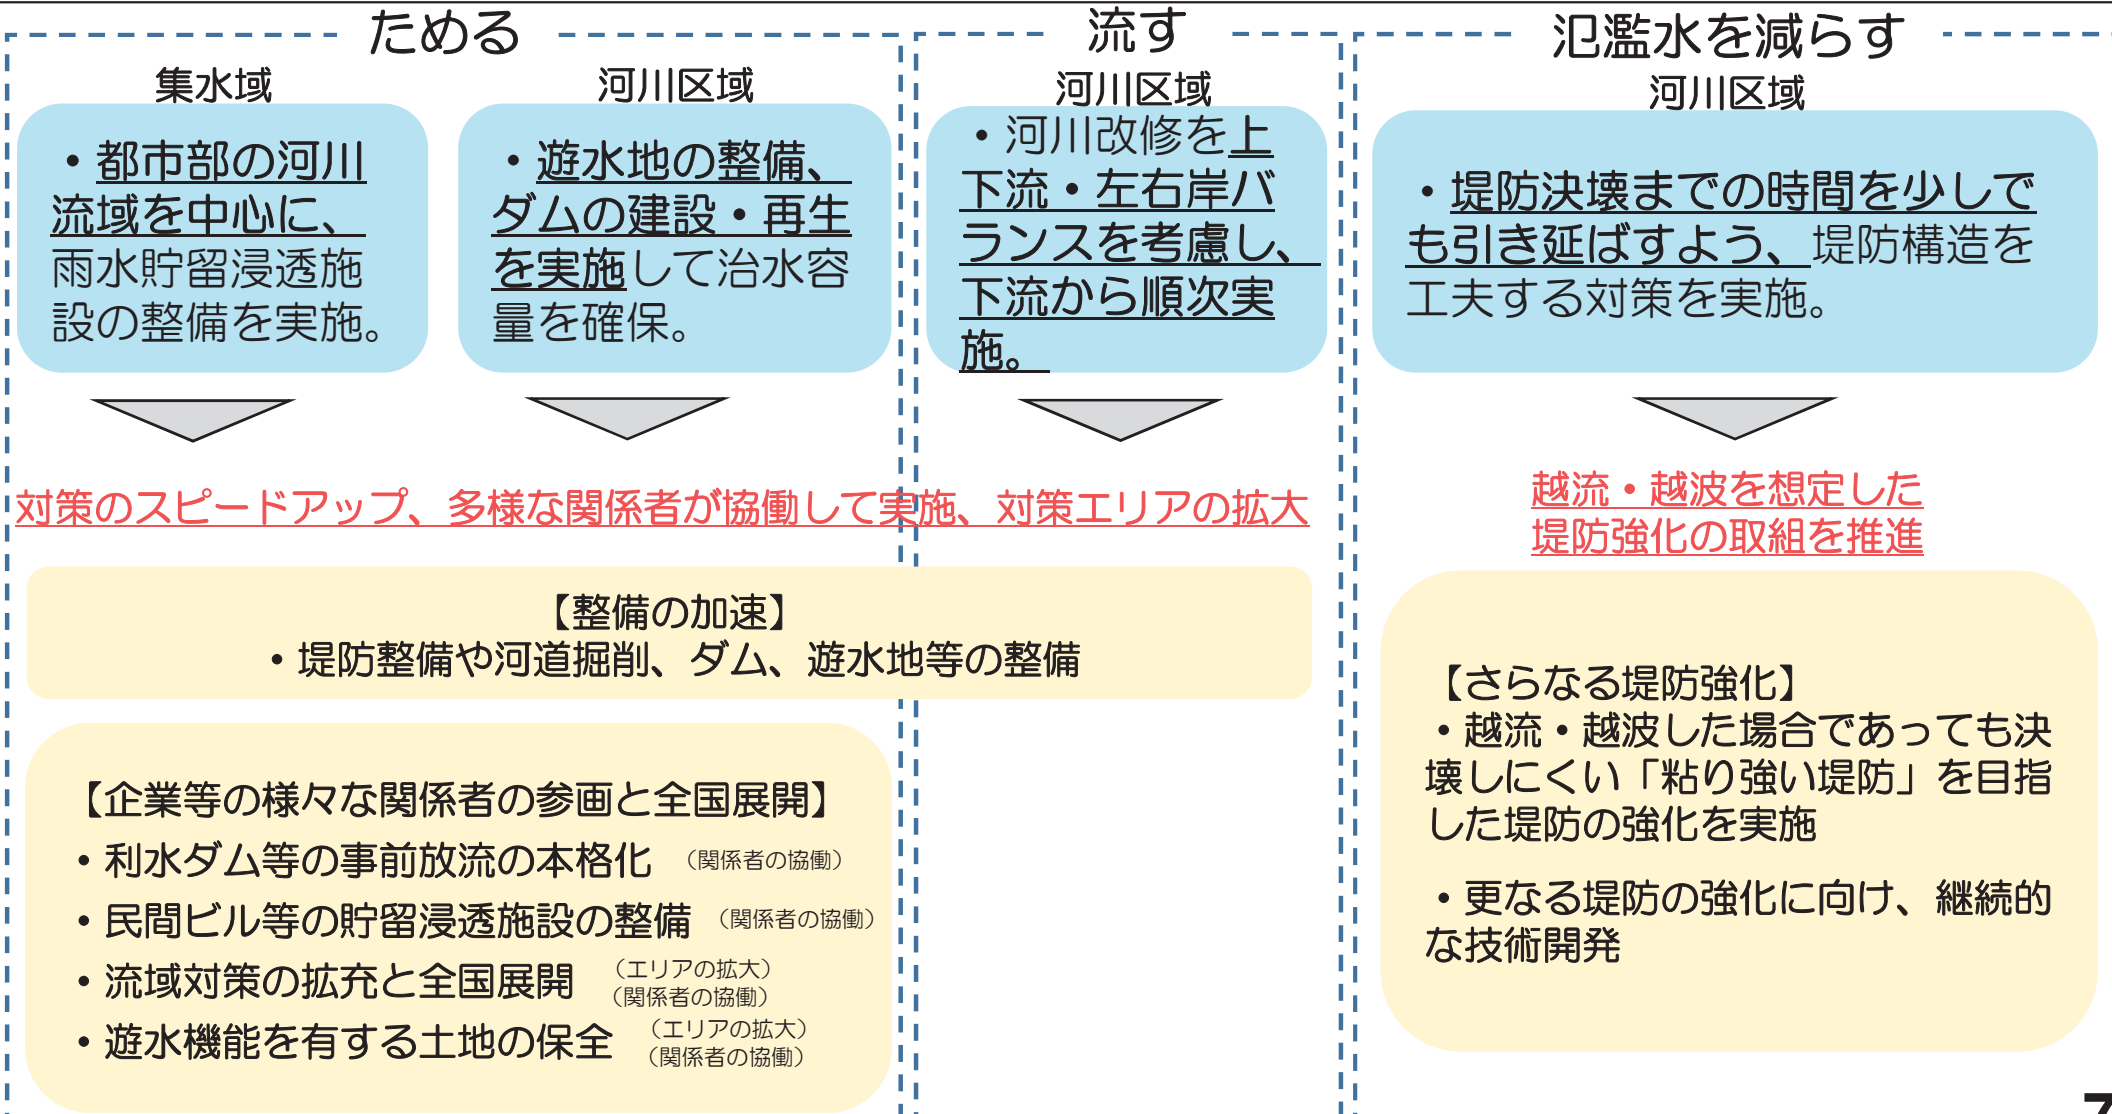 ためる
集水域
・都市部の河川
流域を中心に、
雨水貯留浸透施
設の整備を実施。
河川区域
・遊水地の整備、
ダムの建設・再生
を実施して治水容
量を確保。
流す
河川区域
・河川改修を上
下流・左右岸バ
ランスを考慮し、
下流から順次実
施。
氾濫水を減らす
河川区域
・堤防決壊までの時間を少しで
も引き延ばすよう、堤防構造を
工夫する対策を実施。
対策のスピードアップ、多様な関係者が協働して実施、対策エリアの拡大
【整備の加速】
・堤防整備や河道掘削、ダム、遊水地等の整備
【企業等の様々な関係者の参画と全国展開】
・利水ダム等の事前放流の本格化 （関係者の協働）
・民間ビル等の貯留浸透施設の整備 （関係者の協働）
・流域対策の拡充と全国展開 （エリアの拡大）
（関係者の協働）
・遊水機能を有する土地の保全 （エリアの拡大）
（関係者の協働）
越流・越波を想定した
堤防強化の取組を推進
【さらなる堤防強化】
・越流・越波した場合であっても決
壊しにくい「粘り強い堤防」を目指
した堤防の強化を実施
・更なる堤防の強化に向け、継続的
な技術開発